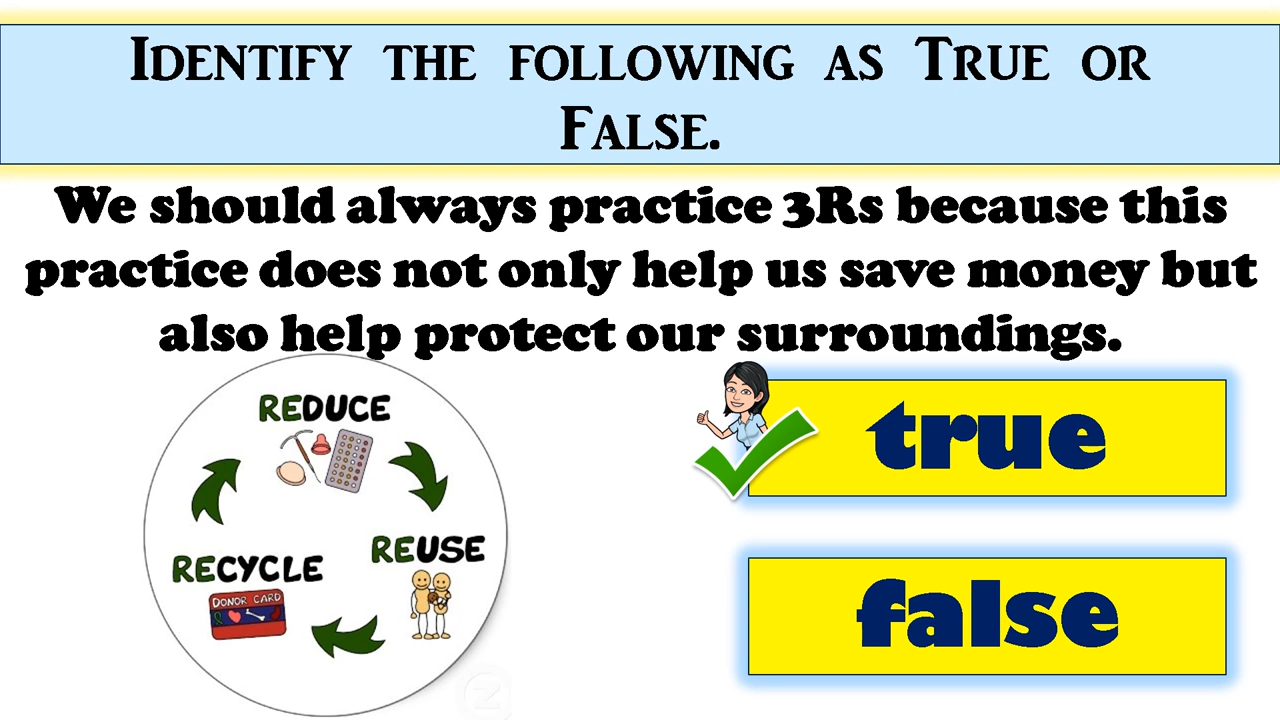 Identify the following as True or
False.
We should always practice 3Rs because this
practice does not only help us save money but
also help protect our surroundings.
REDUCE
true
REUSE
RECYCLE
DONOR CARD
false